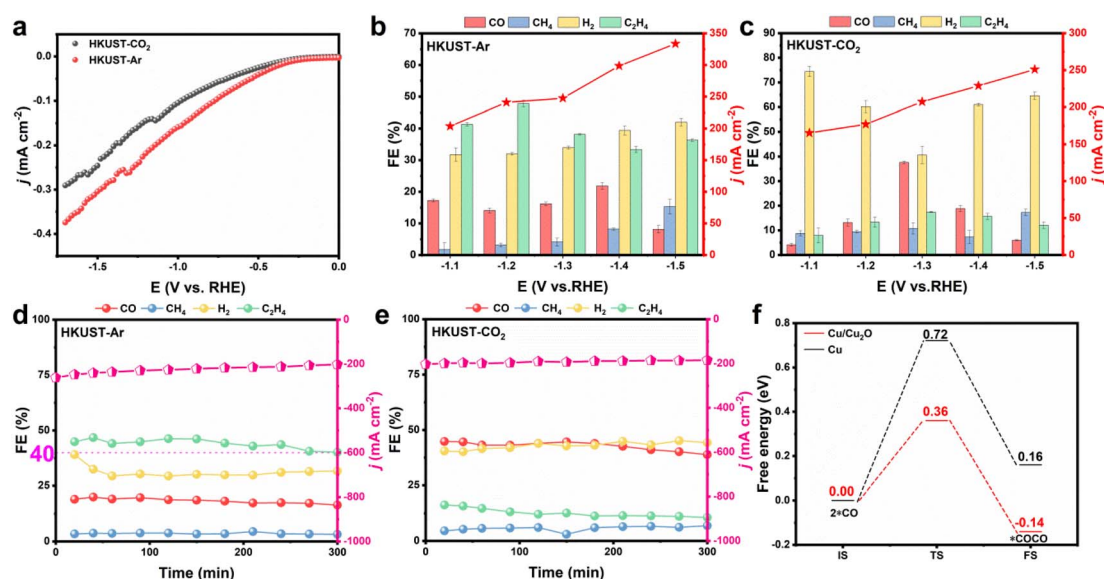 a
HKUST-CO₂
HKUST-Ar
0.0
-0.1
-0.2
-0.3
-0.4
j (mA cm⁻²)
-1.5
-1.0
-0.5
0.0
E (V vs. RHE)
b
CO CH₄ H₂ C₂H₄
HKUST-Ar
70
60
50
40
30
20
10
0
FE (%)
350
300
250
200
150
100
50
0
j (mA cm⁻²)
-1.1 -1.2 -1.3 -1.4 -1.5
E (V vs.RHE)
c
CO CH₄ H₂ C₂H₄
HKUST-CO₂
90
80
70
60
50
40
30
20
10
0
FE (%)
300
250
200
150
100
50
0
j (mA cm⁻²)
-1.1 -1.2 -1.3 -1.4 -1.5
E (V vs.RHE)
d
CO CH₄ H₂ C₂H₄
HKUST-Ar
100
75
50
40
25
0
FE (%)
0
-200
-400
-600
-800
-1000
j (mA cm⁻²)
0 100 200 300
Time (min)
e
CO CH₄ H₂ C₂H₄
HKUST-CO₂
100
75
50
25
0
FE (%)
0
-200
-400
-600
-800
-1000
j (mA cm⁻²)
0 100 200 300
Time (min)
f
Cu/Cu₂O
Cu
0.8
0.6
0.4
0.2
0.0
-0.2
Free energy (eV)
0.72
0.36
0.16
0.00
2*CO
-0.14
*COCO
IS TS FS